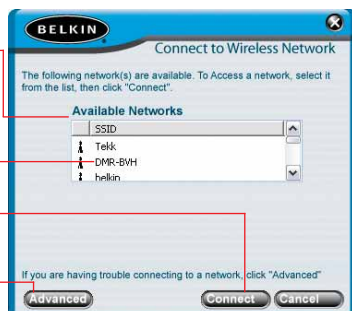 BELKIN
Connect to Wireless Network
The following network(s) are available. To Access a network, select it
from the list, then click "Connect".
Available Networks
SSID
Tekk
DMR-BVH
belkin
If you are having trouble connecting to a network, click "Advanced"
Advanced Connect Cancel